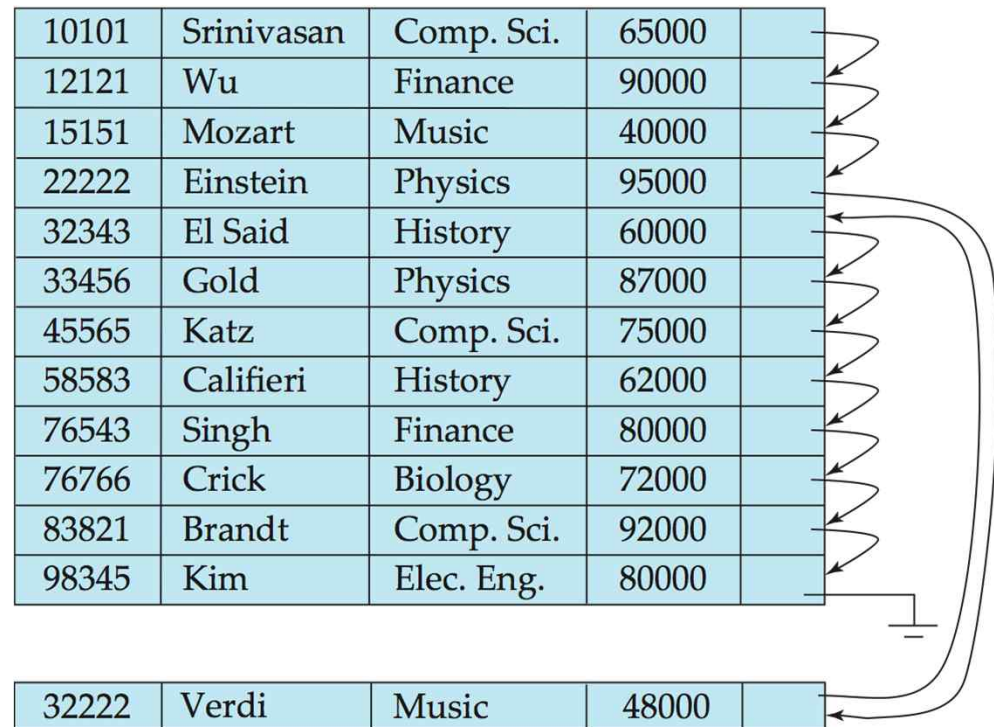 10101 Srinivasan Comp. Sci. 65000
12121 Wu Finance 90000
15151 Mozart Music 40000
22222 Einstein Physics 95000
32343 El Said History 60000
33456 Gold Physics 87000
45565 Katz Comp. Sci. 75000
58583 Califieri History 62000
76543 Singh Finance 80000
76766 Crick Biology 72000
83821 Brandt Comp. Sci. 92000
98345 Kim Elec. Eng. 80000
32222 Verdi Music 48000